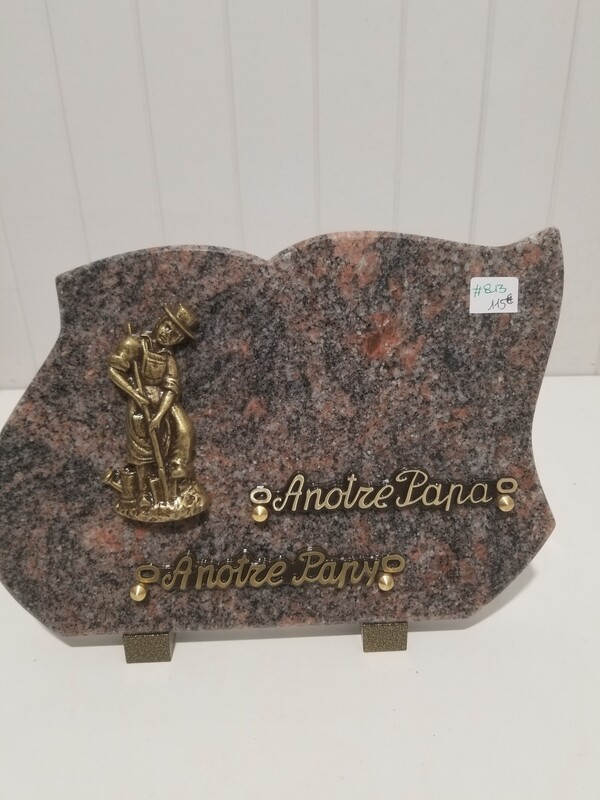 #813
115€
A notre Papa
A notre Papy